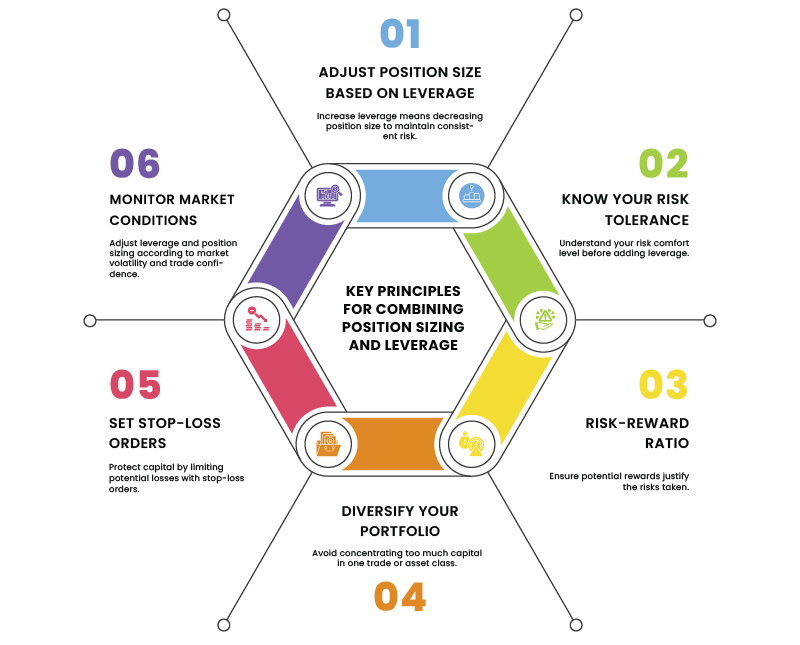 01
ADJUST POSITION SIZE
BASED ON LEVERAGE
Increase leverage means decreasing
position size to maintain consist-
ent risk.
02
KNOW YOUR RISK
TOLERANCE
Understand your risk comfort
level before adding leverage.
03
RISK-REWARD
RATIO
Ensure potential rewards justify
the risks taken.
DIVERSIFY YOUR
PORTFOLIO
Avoid concentrating too much capital
in one trade or asset class.
04
05
SET STOP-LOSS
ORDERS
Protect capital by limiting
potential losses with stop-loss
orders.
06
MONITOR MARKET
CONDITIONS
Adjust leverage and position
sizing according to market
volatility and trade confi-
dence.
KEY PRINCIPLES
FOR COMBINING
POSITION SIZING
AND LEVERAGE